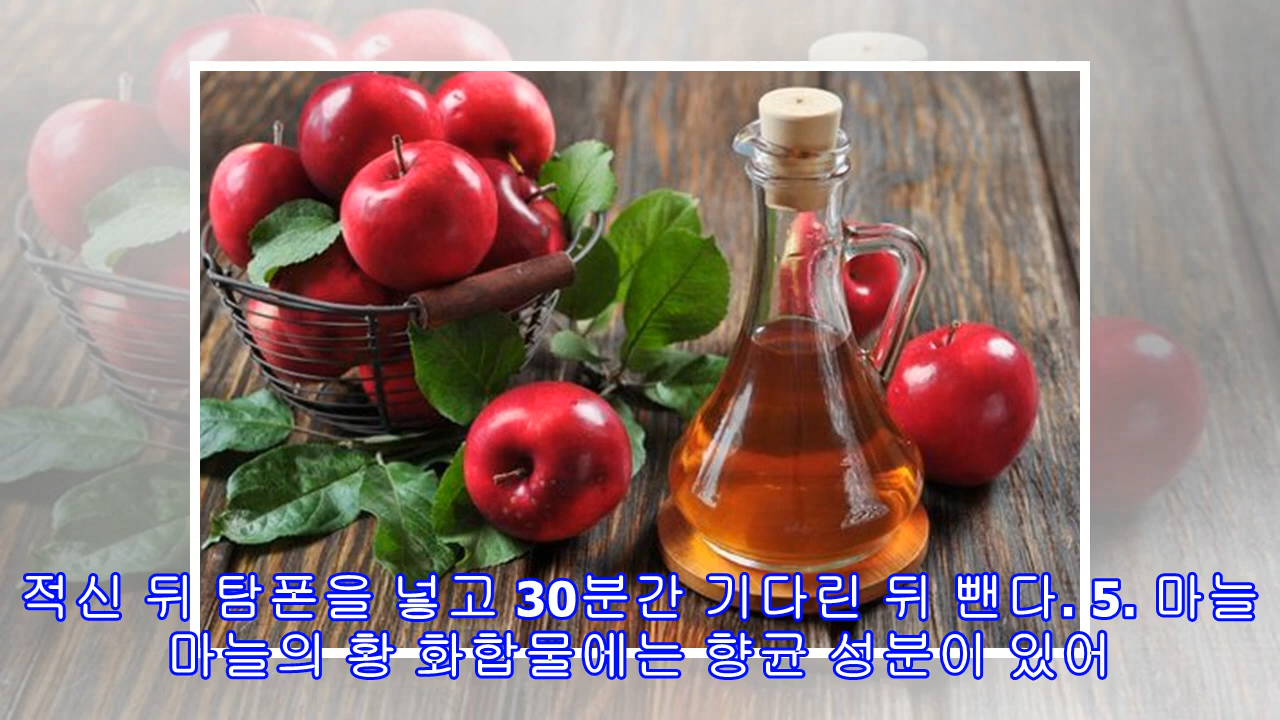 적신 뒤 탐폰을 넣고 30분간 기다린 뒤 뺀다. 5. 마늘
마늘의 황 화합물에는 향균 성분이 있어